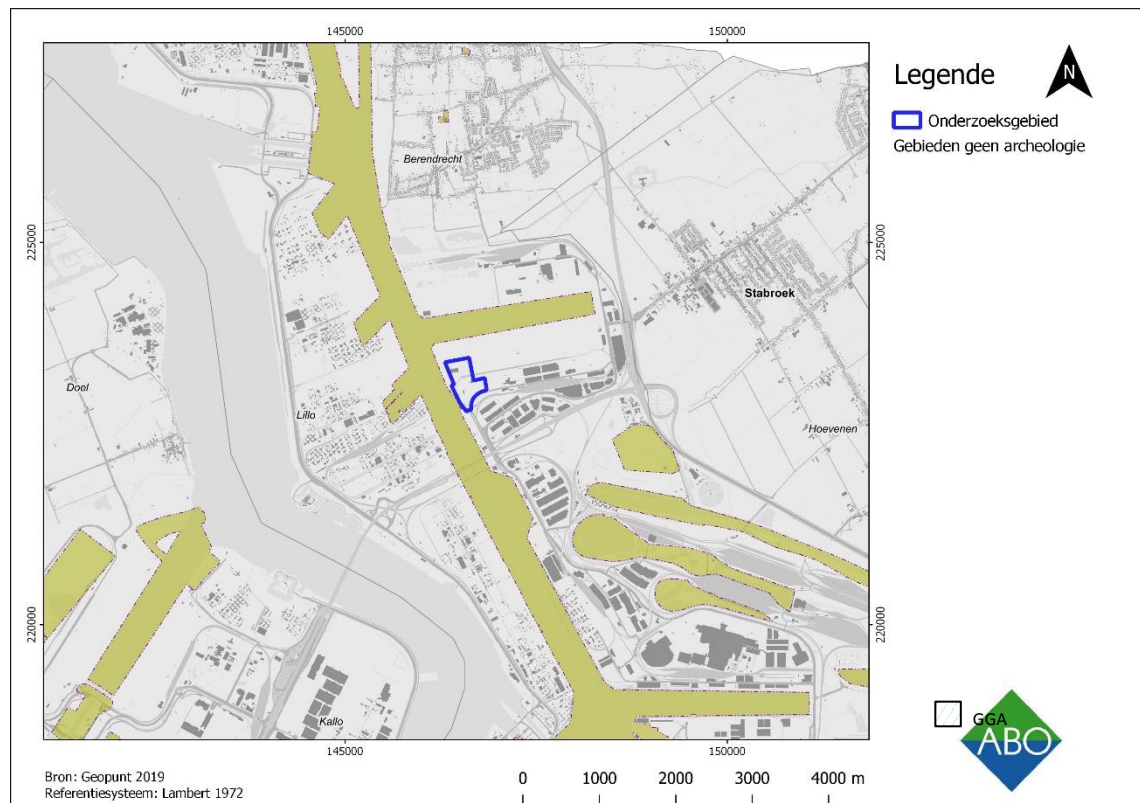 145000
150000
Legende
N
Onderzoeksgebied
Gebieden geen archeologie
Berendrecht
225000
225000
Stabroek
Doel
Lillo
Hoevenen
220000
220000
Kallo
GGA
ABO
145000
150000
Bron: Geopunt 2019
Referentiesysteem: Lambert 1972
0 1000 2000 3000 4000 m